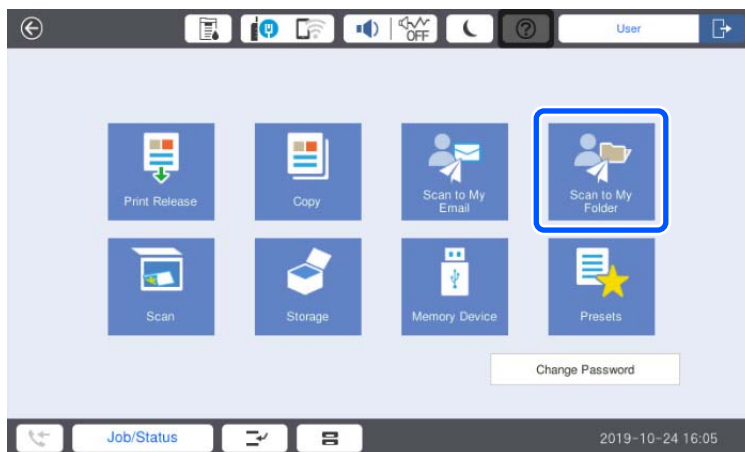 OFF
User
Print Release
Copy
Scan to My
Email
Scan to My
Folder
Scan
Storage
Memory Device
Presets
Change Password
Job/Status
2019-10-24 16:05